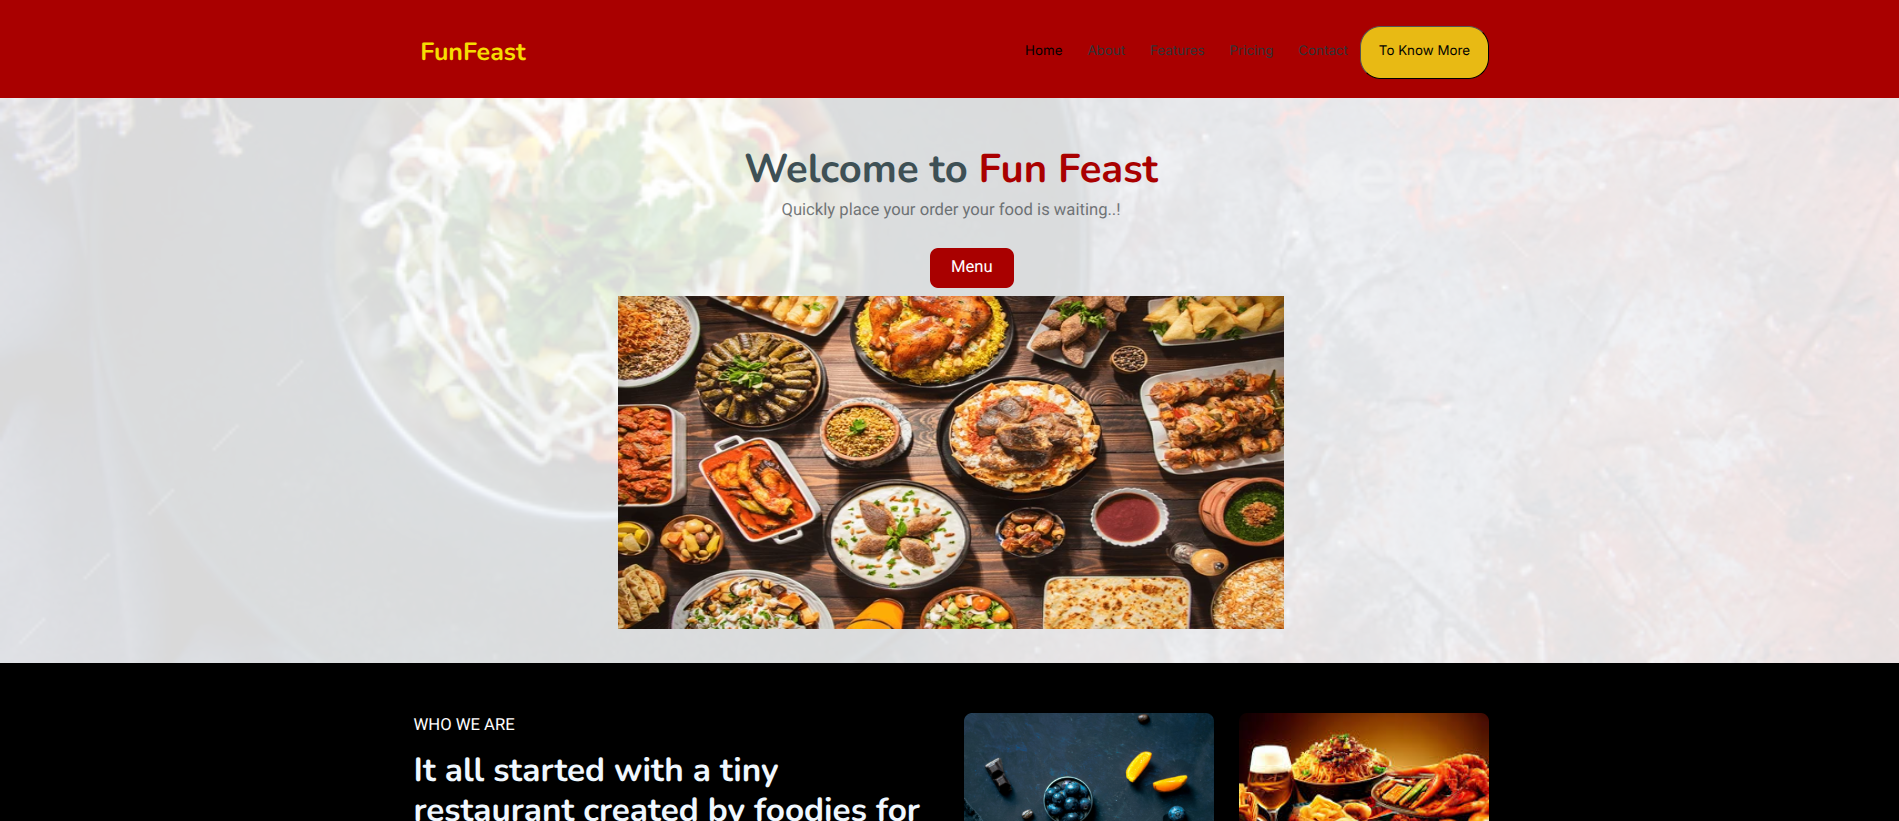 FunFeast
Home About Features Pricing Contact To Know More
Welcome to Fun Feast
Quickly place your order your food is waiting..!
Menu
WHO WE ARE
It all started with a tiny
restaurant created by foodies for